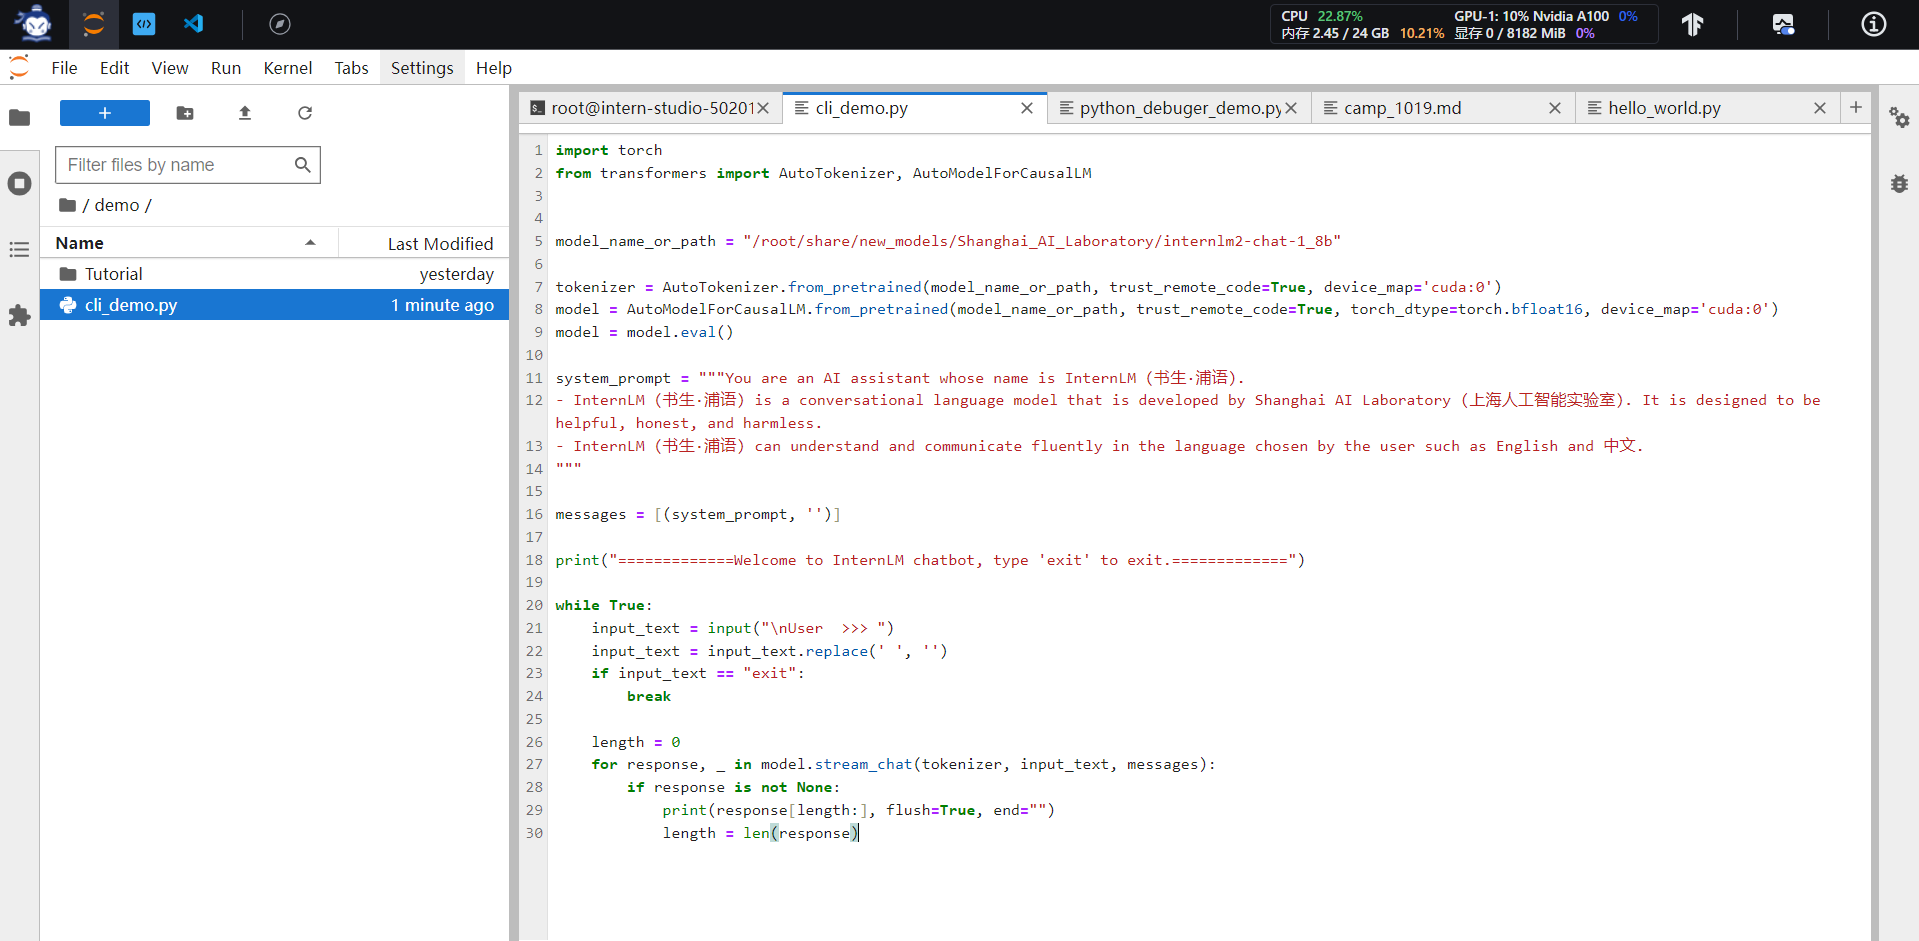 CPU 22.87% GPU-1: 10% Nvidia A100 0%
内存 2.45 / 24 GB 10.21% 显存 0 / 8182 MiB 0%
File Edit View Run Kernel Tabs Settings Help
root@intern-studio-50201 cli_demo.py python_debuger_demo.py camp_1019.md hello_world.py
Filter files by name
/ demo /
Name Last Modified
Tutorial yesterday
cli_demo.py 1 minute ago
1 import torch
2 from transformers import AutoTokenizer, AutoModelForCausalLM
3
4
5 model_name_or_path = "/root/share/new_models/Shanghai_AI_Laboratory/internlm2-chat-1_8b"
6
7 tokenizer = AutoTokenizer.from_pretrained(model_name_or_path, trust_remote_code=True, device_map='cuda:0')
8 model = AutoModelForCausalLM.from_pretrained(model_name_or_path, trust_remote_code=True, torch_dtype=torch.bfloat16, device_map='cuda:0')
9 model = model.eval()
10
11 system_prompt = """You are an AI assistant whose name is InternLM (书生·浦语).
12 - InternLM (书生·浦语) is a conversational language model that is developed by Shanghai AI Laboratory (上海人工智能实验室). It is designed to be
helpful, honest, and harmless.
13 - InternLM (书生·浦语) can understand and communicate fluently in the language chosen by the user such as English and 中文.
14 """
15
16 messages = [(system_prompt, '')]
17
18 print("=============Welcome to InternLM chatbot, type 'exit' to exit.=============")
19
20 while True:
21     input_text = input("\nUser  >>> ")
22     input_text = input_text.replace(' ', '')
23     if input_text == "exit":
24         break
25
26     length = 0
27     for response, _ in model.stream_chat(tokenizer, input_text, messages):
28         if response is not None:
29             print(response[length:], flush=True, end="")
30             length = len(response)